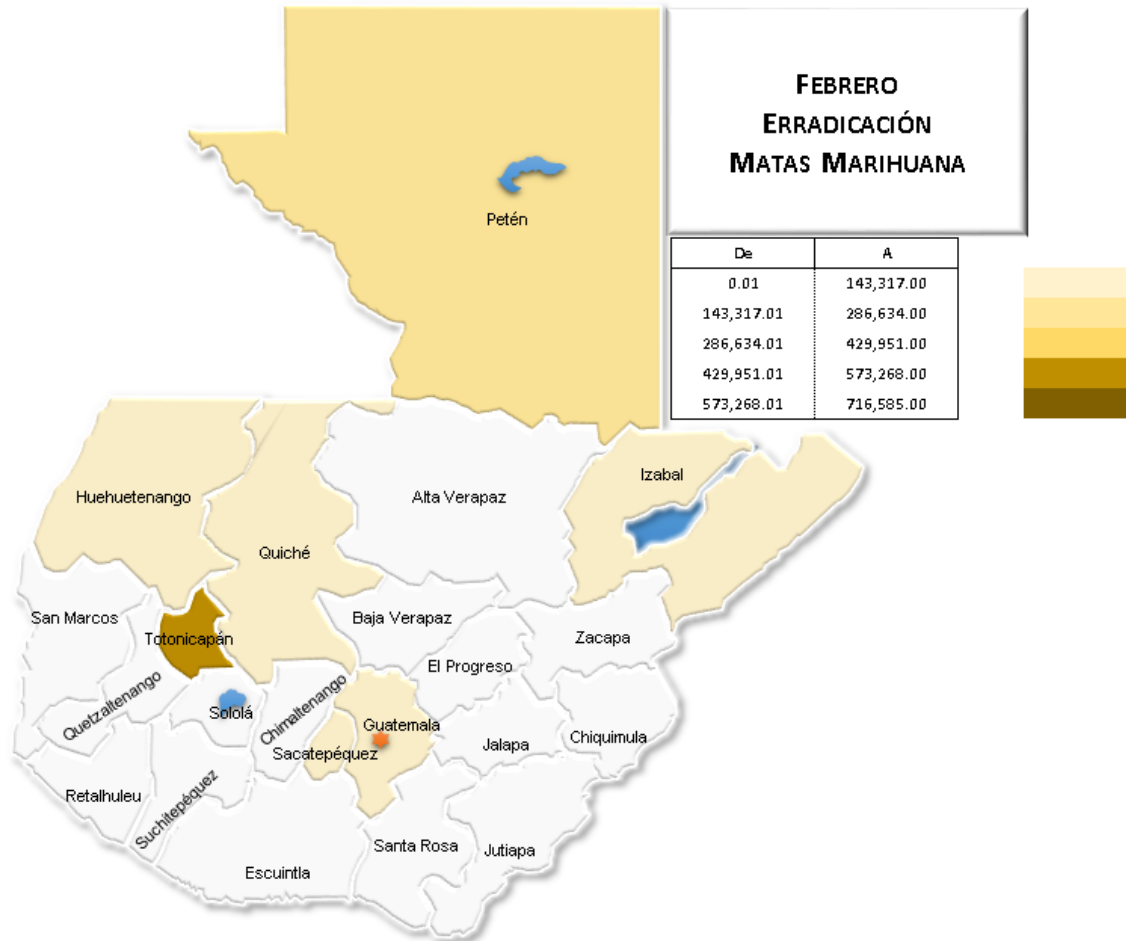 FEBRERO
ERRADICACIÓN
MATAS MARIHUANA
De A
0.01 143,317.00
143,317.01 286,634.00
286,634.01 429,951.00
429,951.01 573,268.00
573,268.01 716,585.00
Petén
Izabal
Huehuetenango
Alta Verapaz
Quiché
San Marcos
Totonicapán
Baja Verapaz
Zacapa
El Progreso
Quetzaltenango
Sololá
Chimaltenango
Guatemala
Sacatepéquez
Jalapa
Chiquimula
Retalhuleu
Suchitepéquez
Escuintla
Santa Rosa
Jutiapa